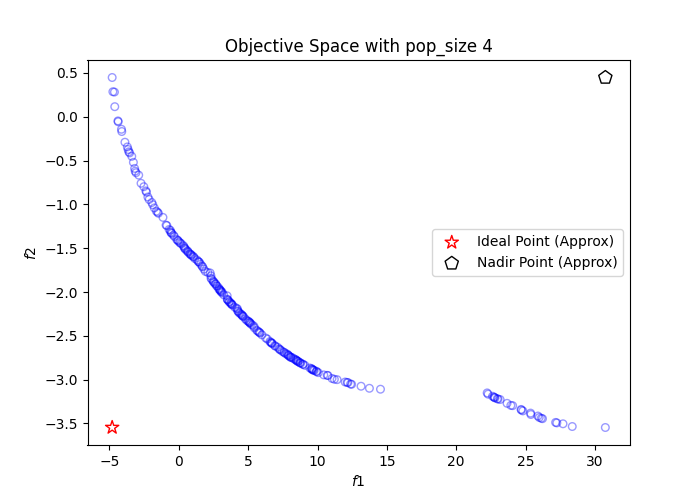 Objective Space with pop_size 4
0.5
0.0
−0.5
−1.0
−1.5
−2.0
−2.5
−3.0
−3.5
f2
Ideal Point (Approx)
Nadir Point (Approx)
−5 0 5 10 15 20 25 30
f1